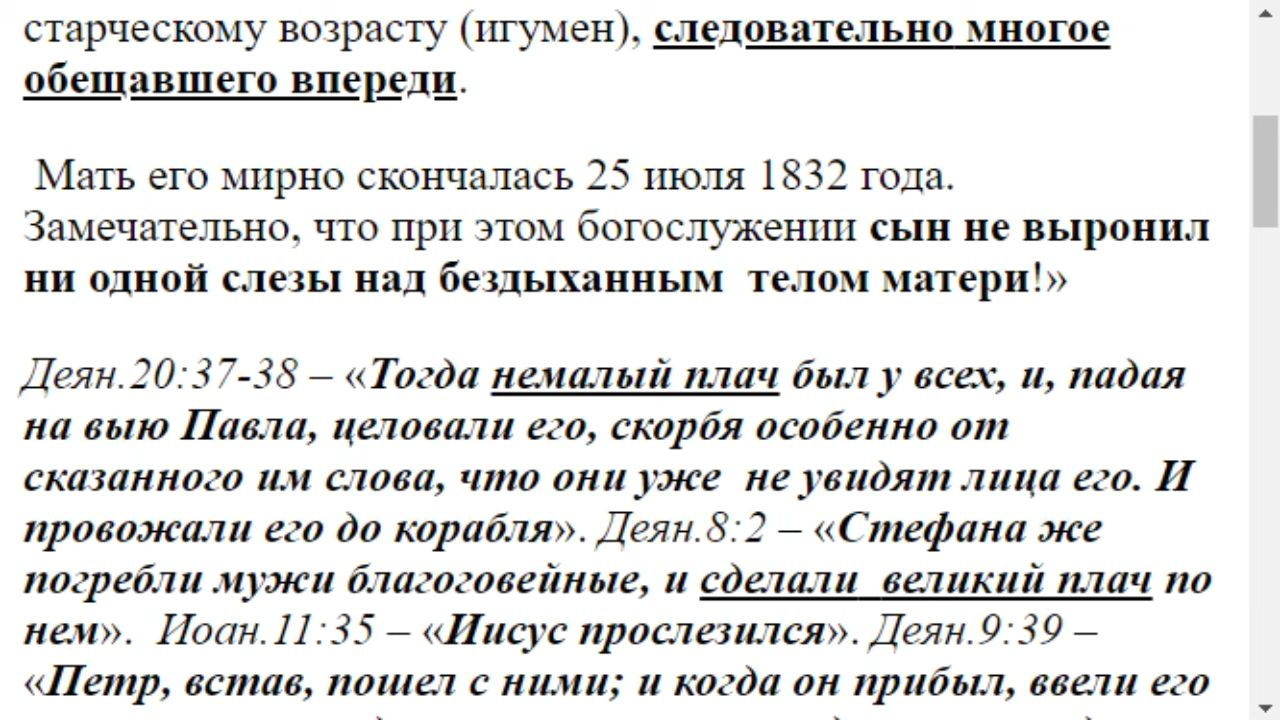 старческому возрасту (игумен), следовательно многое
обещавшего впереди.
Мать его мирно скончалась 25 июля 1832 года.
Замечательно, что при этом богослужении сын не выронил
ни одной слезы над бездыханным телом матери!»
Деян.20:37-38 – «Тогда немалый плач был у всех, и, падая
на выю Павла, целовали его, скорбя особенно от
сказанного им слова, что они уже не увидят лица его. И
провожали его до корабля». Деян.8:2 – «Стефана же
погребли мужи благоговейные, и сделали великий плач по
нем». Иоан.11:35 – «Иисус прослезился». Деян.9:39 –
«Петр, встав, пошел с ними; и когда он прибыл, ввели его